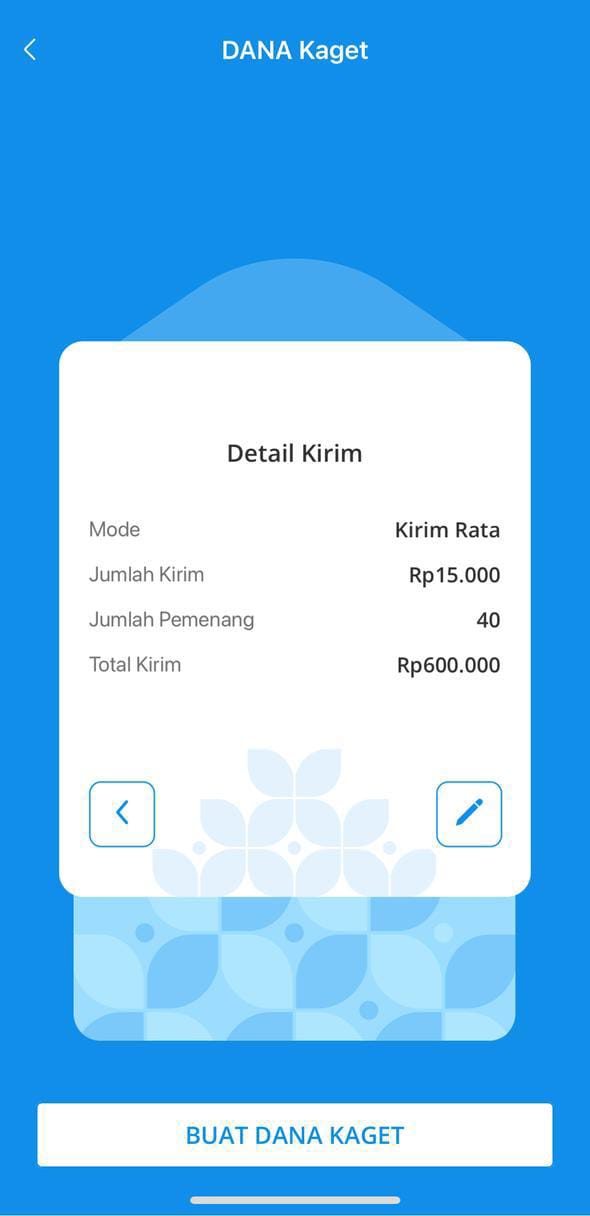 DANA Kaget
Detail Kirim
Mode Kirim Rata
Jumlah Kirim Rp15.000
Jumlah Pemenang 40
Total Kirim Rp600.000
BUAT DANA KAGET